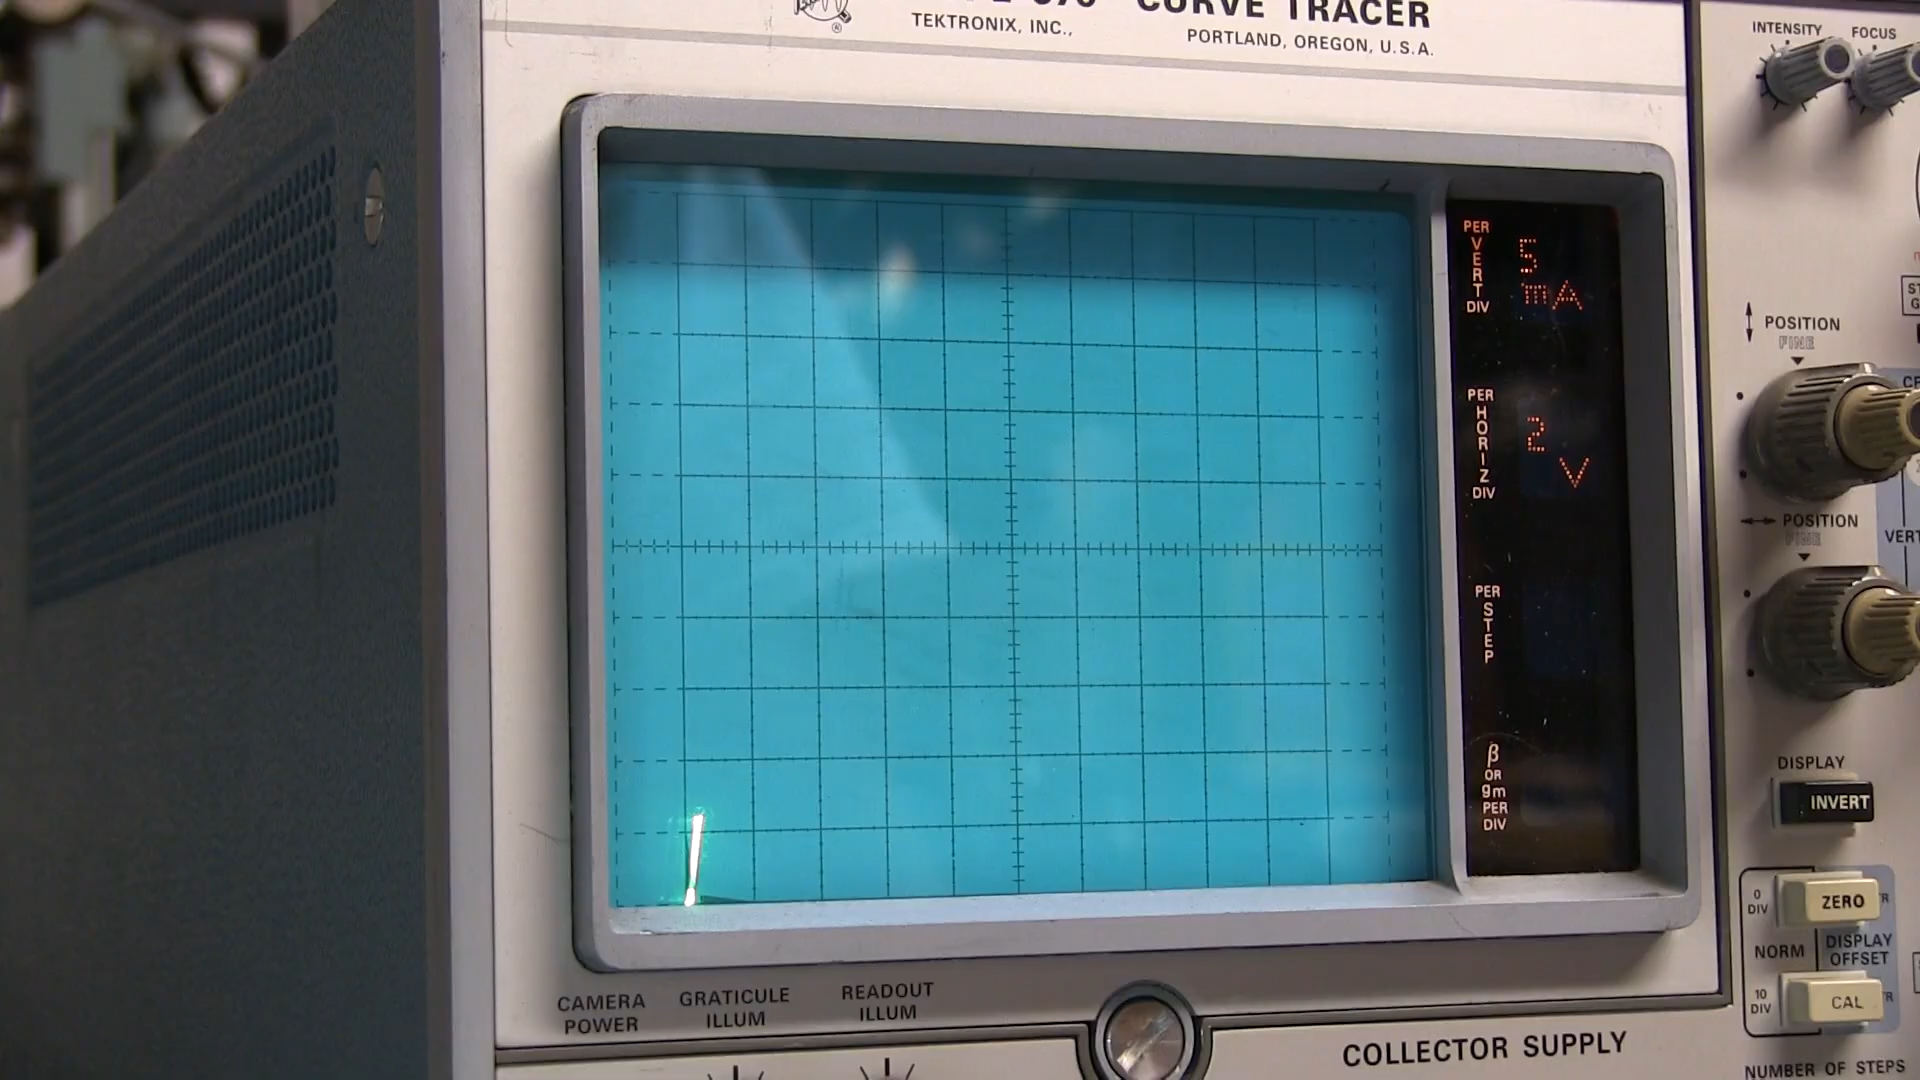 CURVE TRACER
TEKTRONIX, INC.,
PORTLAND, OREGON, U.S.A.
®
INTENSITY
FOCUS
PER
VERT
DIV
5
mA
PER
HORIZ
DIV
2
V
PER
STEP
β
OR
gm
PER
DIV
POSITION
FINE
POSITION
FINE
VERT
DISPLAY
INVERT
0
DIV
ZERO
NORM
DISPLAY
OFFSET
10
DIV
CAL
NUMBER OF STEPS
CAMERA
POWER
GRATICULE
ILLUM
READOUT
ILLUM
COLLECTOR SUPPLY